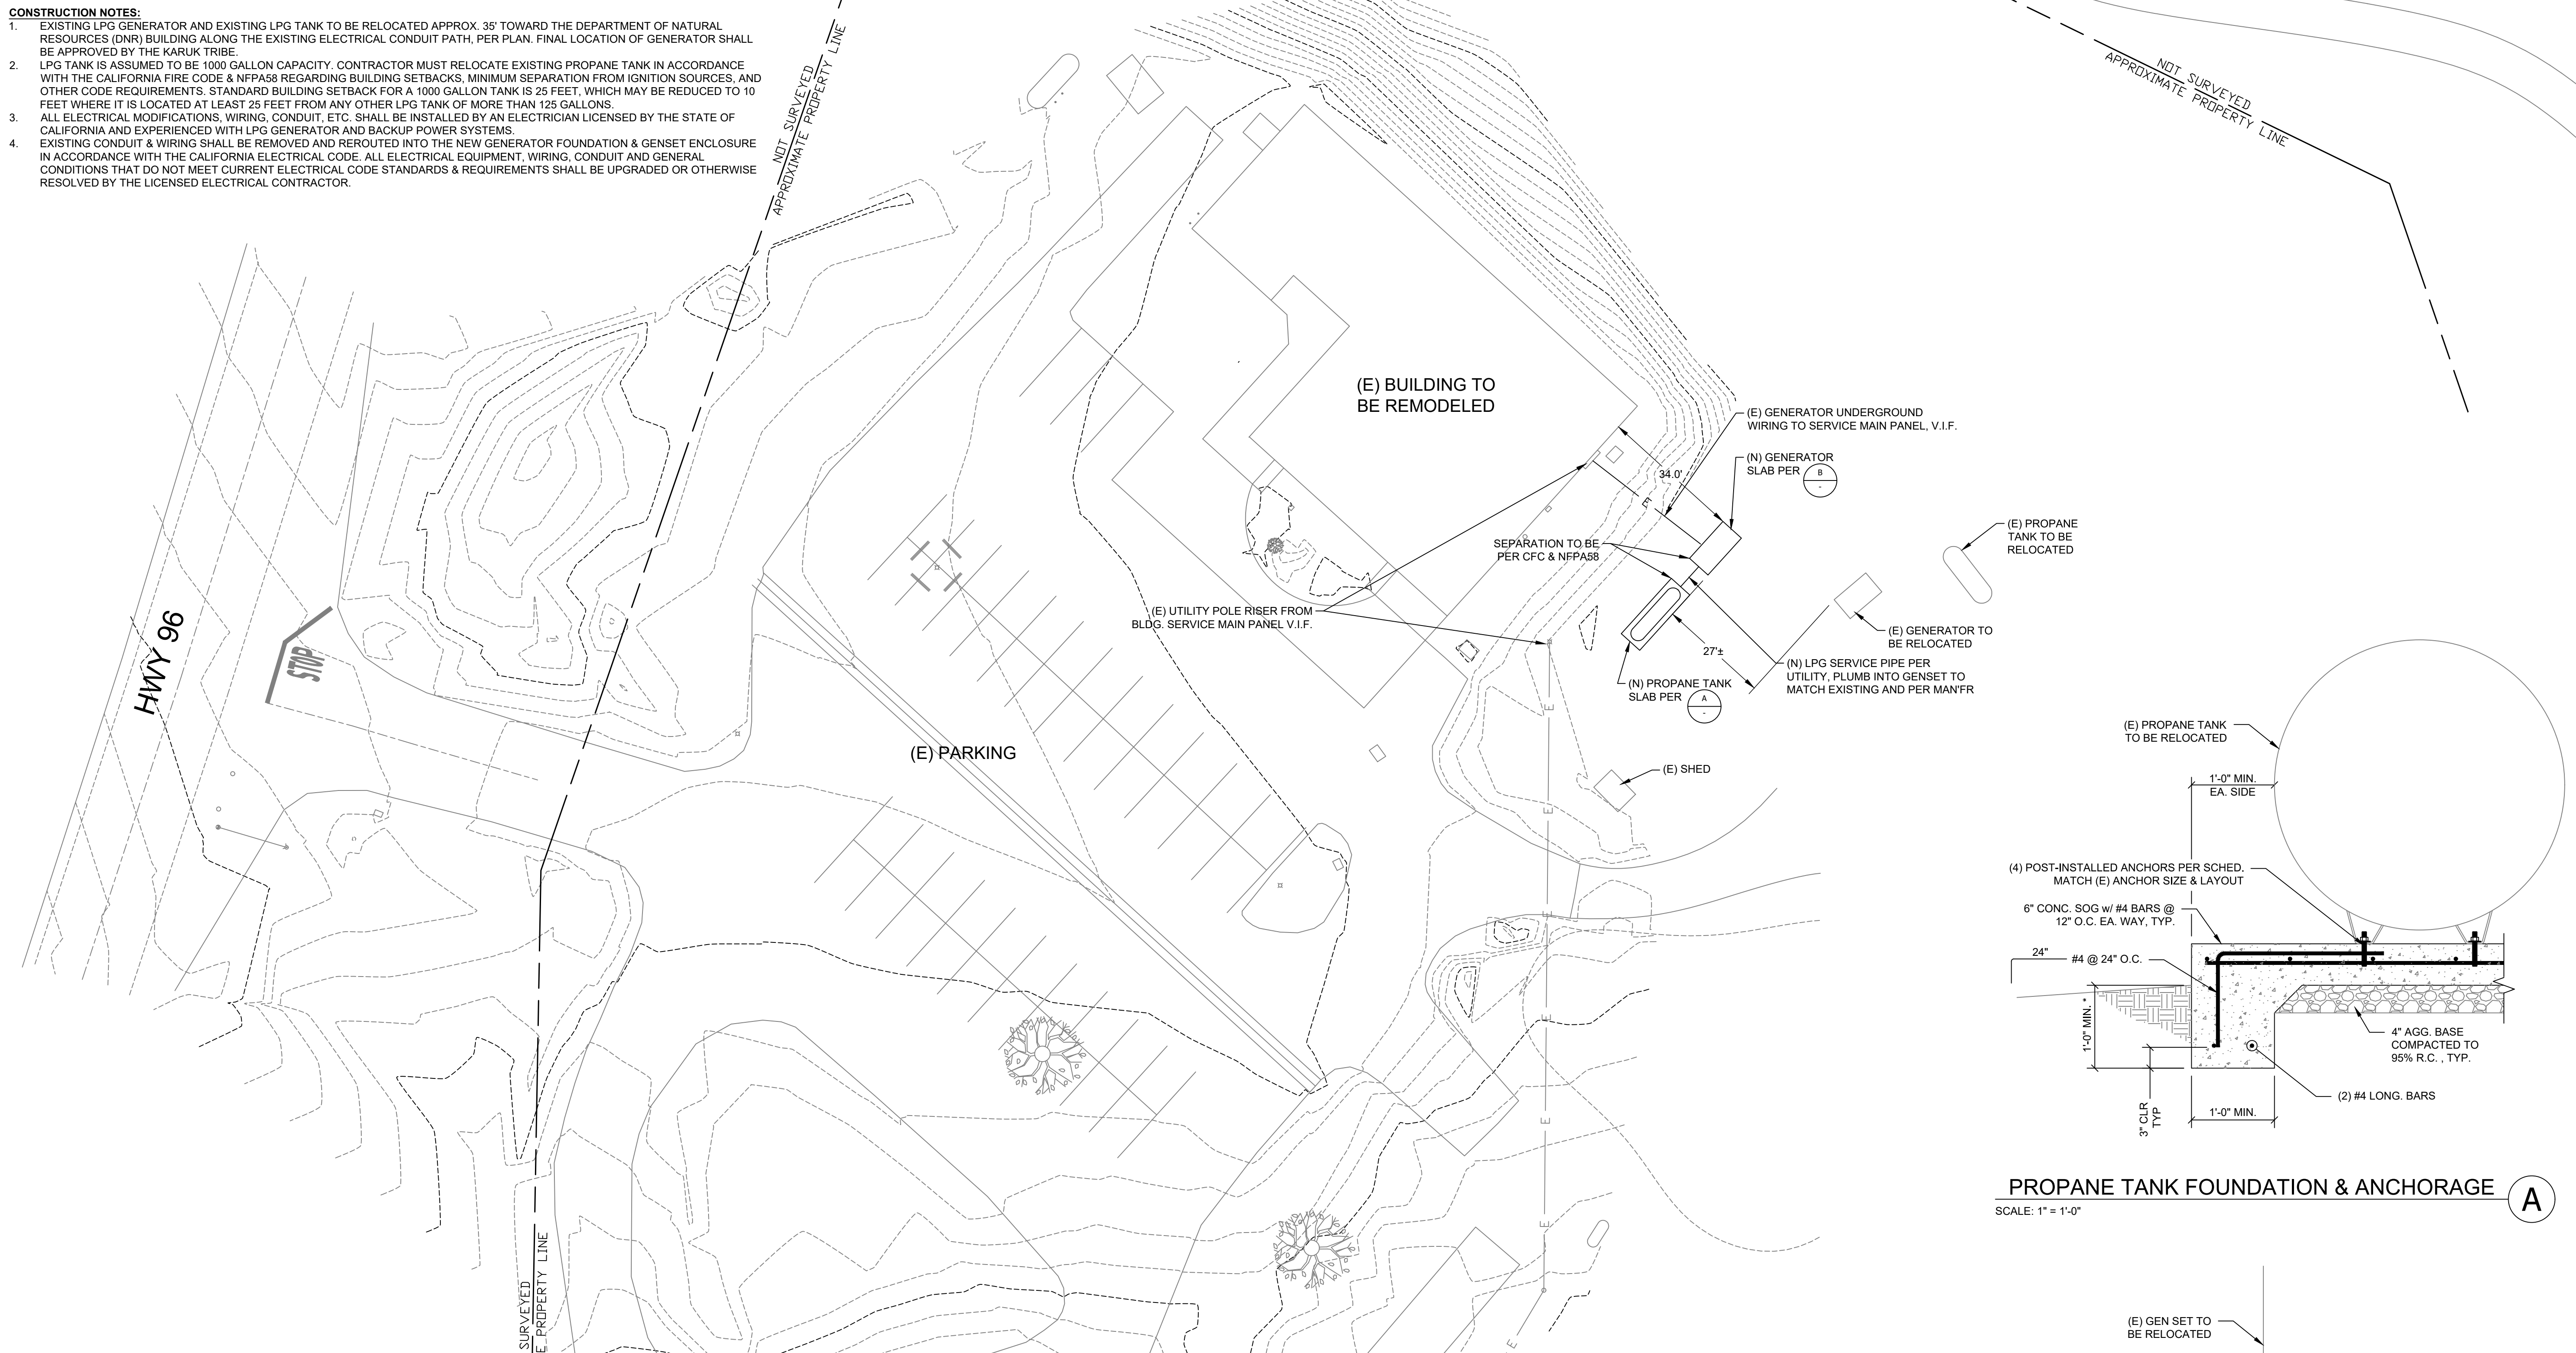 CONSTRUCTION NOTES:
1. EXISTING LPG GENERATOR AND EXISTING LPG TANK TO BE RELOCATED APPROX. 35' TOWARD THE DEPARTMENT OF NATURAL
RESOURCES (DNR) BUILDING ALONG THE EXISTING ELECTRICAL CONDUIT PATH, PER PLAN. FINAL LOCATION OF GENERATOR SHALL
BE APPROVED BY THE KARUK TRIBE.
2. LPG TANK IS ASSUMED TO BE 1000 GALLON CAPACITY. CONTRACTOR MUST RELOCATE EXISTING PROPANE TANK IN ACCORDANCE
WITH THE CALIFORNIA FIRE CODE & NFPA58 REGARDING BUILDING SETBACKS, MINIMUM SEPARATION FROM IGNITION SOURCES, AND
OTHER CODE REQUIREMENTS. STANDARD BUILDING SETBACK FOR A 1000 GALLON TANK IS 25 FEET, WHICH MAY BE REDUCED TO 10
FEET WHERE IT IS LOCATED AT LEAST 25 FEET FROM ANY OTHER LPG TANK OF MORE THAN 125 GALLONS.
3. ALL ELECTRICAL MODIFICATIONS, WIRING, CONDUIT, ETC. SHALL BE INSTALLED BY AN ELECTRICIAN LICENSED BY THE STATE OF
CALIFORNIA AND EXPERIENCED WITH LPG GENERATOR AND BACKUP POWER SYSTEMS.
4. EXISTING CONDUIT & WIRING SHALL BE REMOVED AND REROUTED INTO THE NEW GENERATOR FOUNDATION & GENSET ENCLOSURE
IN ACCORDANCE WITH THE CALIFORNIA ELECTRICAL CODE. ALL ELECTRICAL EQUIPMENT, WIRING, CONDUIT AND GENERAL
CONDITIONS THAT DO NOT MEET CURRENT ELECTRICAL CODE STANDARDS & REQUIREMENTS SHALL BE UPGRADED OR OTHERWISE
RESOLVED BY THE LICENSED ELECTRICAL CONTRACTOR.
NOT SURVEYED
APPROXIMATE PROPERTY LINE
NOT SURVEYED
APPROXIMATE PROPERTY LINE
(E) BUILDING TO
BE REMODELED
(E) GENERATOR UNDERGROUND
WIRING TO SERVICE MAIN PANEL, V.I.F.
(N) GENERATOR
SLAB PER
B
-
34.0'
E
(E) PROPANE
TANK TO BE
RELOCATED
SEPARATION TO BE
PER CFC & NFPA58
(E) UTILITY POLE RISER FROM
BLDG. SERVICE MAIN PANEL V.I.F.
(E) GENERATOR TO
BE RELOCATED
27'±
(N) LPG SERVICE PIPE PER
UTILITY, PLUMB INTO GENSET TO
MATCH EXISTING AND PER MAN'FR
(N) PROPANE TANK
SLAB PER
A
-
HWY 96
STOP
(E) PARKING
(E) SHED
E
E
E
E
E
E
E
SURVEYED
E PROPERTY LINE
(E) PROPANE TANK
TO BE RELOCATED
1'-0" MIN.
EA. SIDE
(4) POST-INSTALLED ANCHORS PER SCHED.
MATCH (E) ANCHOR SIZE & LAYOUT
6" CONC. SOG w/ #4 BARS @
12" O.C. EA. WAY, TYP.
24"
#4 @ 24" O.C.
1'-0" MIN. *
4" AGG. BASE
COMPACTED TO
95% R.C. , TYP.
(2) #4 LONG. BARS
3" CLR
TYP
1'-0" MIN.
PROPANE TANK FOUNDATION & ANCHORAGE
A
SCALE: 1" = 1'-0"
(E) GEN SET TO
BE RELOCATED